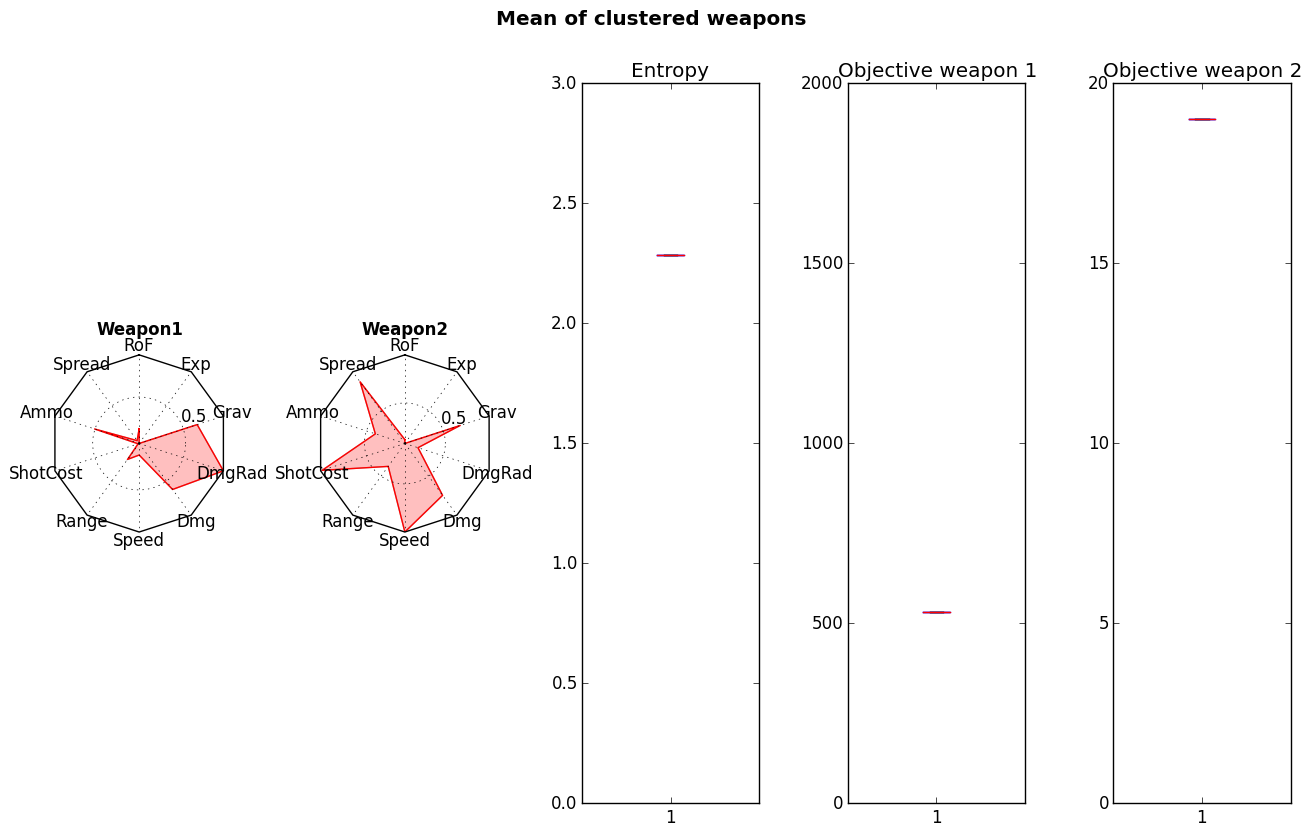 Mean of clustered weapons
Weapon1
RoF
Exp
Grav
DmgRad
Dmg
Speed
Range
ShotCost
Ammo
Spread
0.5
Weapon2
RoF
Exp
Grav
DmgRad
Dmg
Speed
Range
ShotCost
Ammo
Spread
0.5
Entropy
3.0
2.5
2.0
1.5
1.0
0.5
0.0
1
Objective weapon 1
2000
1500
1000
500
0
1
Objective weapon 2
20
15
10
5
0
1